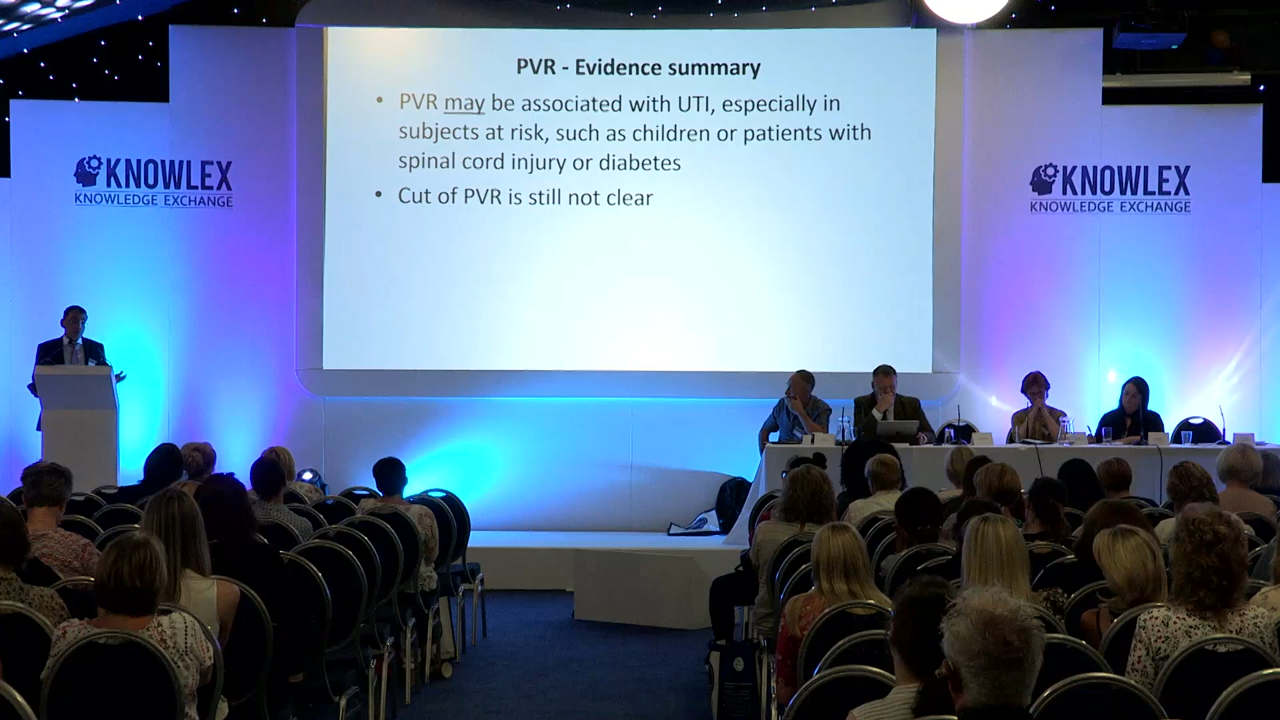 PVR - Evidence summary
• PVR may be associated with UTI, especially in
subjects at risk, such as children or patients with
spinal cord injury or diabetes
• Cut of PVR is still not clear
KNOWLEX
KNOWLEDGE EXCHANGE
KNOWLEX
KNOWLEDGE EXCHANGE